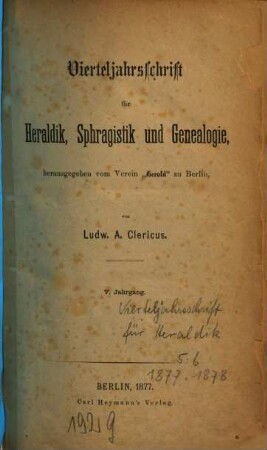 Vierteljahrsschrift
für
Heraldik, Sphragistik und Genealogie,
herausgegeben vom Verein „Herold" zu Berlin,
von
Ludw. A. Clericus.
V. Jahrgang.
Vierteljahrsschrift
für Heraldik
5.6
1877-1878
BERLIN, 1877.
Carl Heymann's Verlag.
1921 g